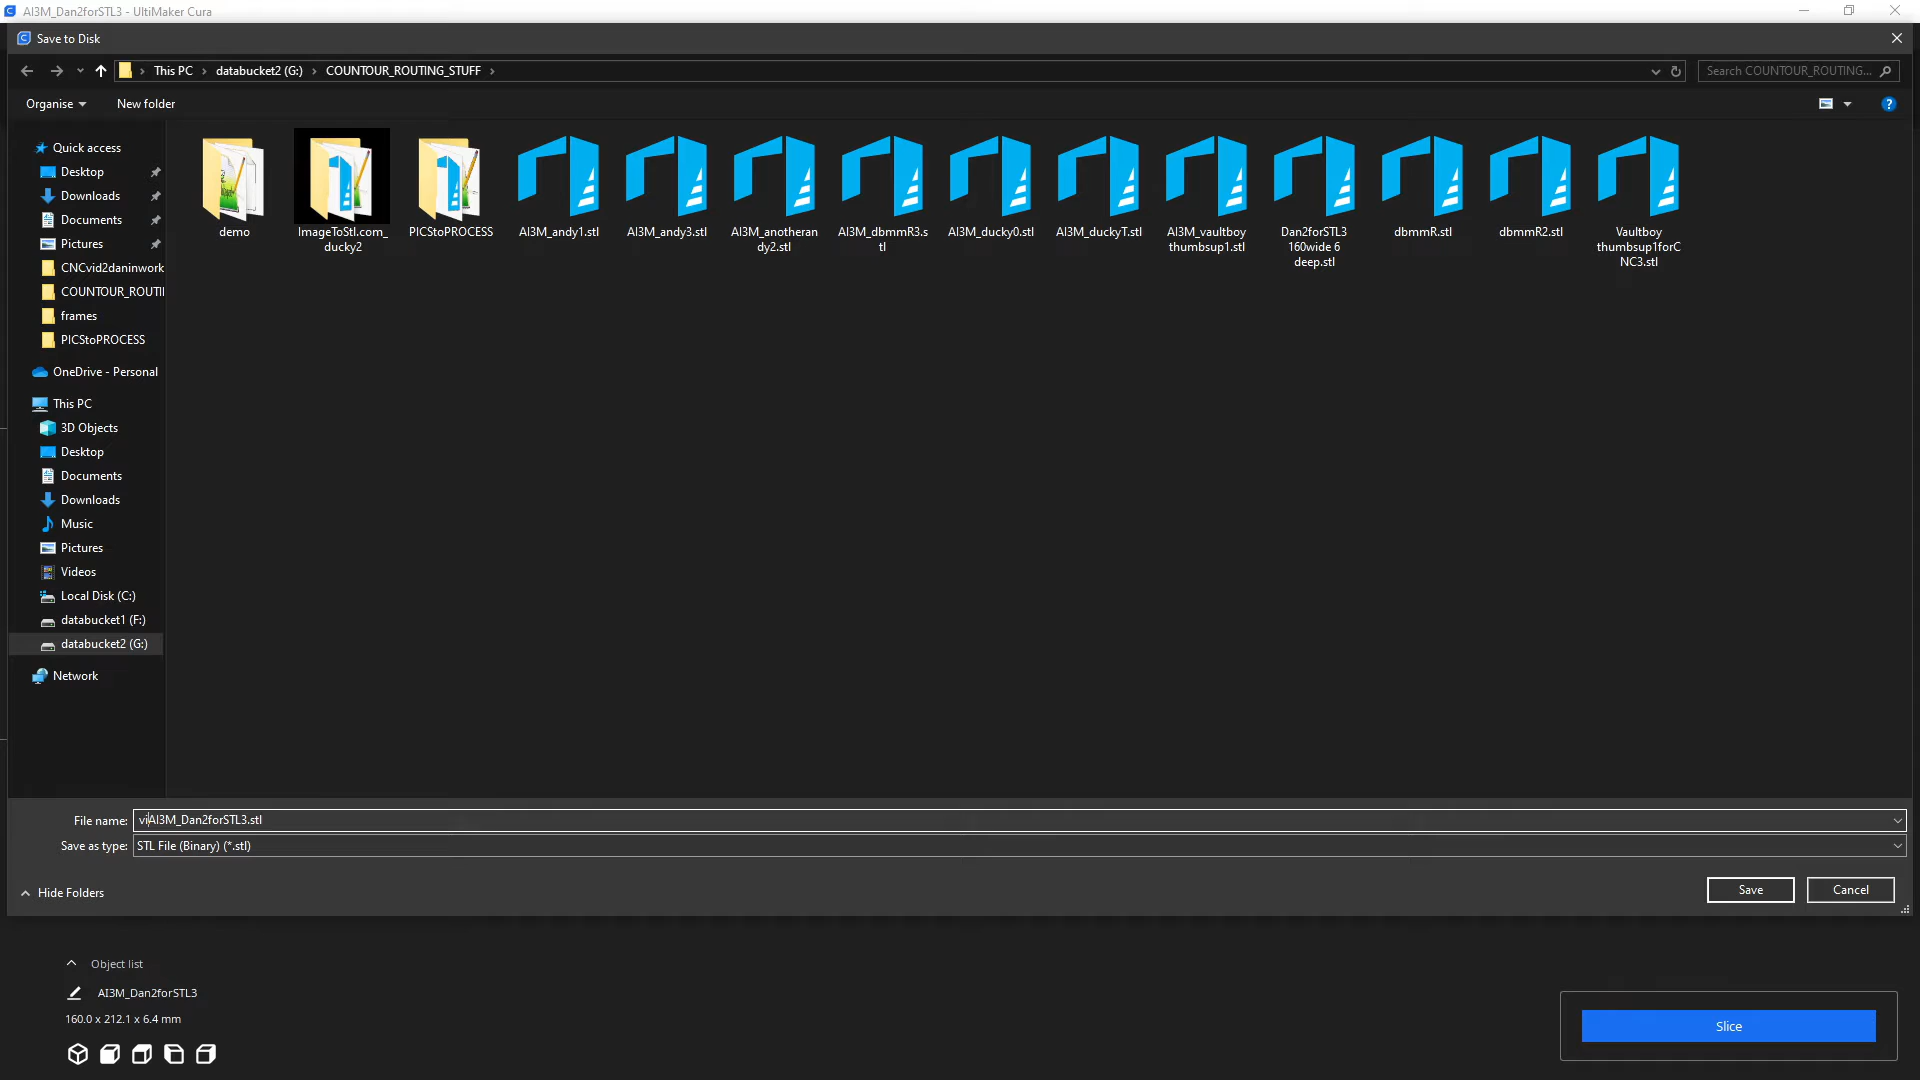 AI3M_Dan2forSTL3 - UltiMaker Cura
Save to Disk
This PC
databucket2 (G:)
COUNTOUR_ROUTING_STUFF
Search COUNTOUR_ROUTING...
Organise
New folder
Quick access
Desktop
Downloads
Documents
Pictures
CNCvid2daninwork
COUNTOUR_ROUTI
frames
PICStoPROCESS
OneDrive - Personal
This PC
3D Objects
Desktop
Documents
Downloads
Music
Pictures
Videos
Local Disk (C:)
databucket1 (F:)
databucket2 (G:)
Network
demo
ImageToStl.com_
ducky2
PICStoPROCESS
AI3M_andy1.stl
AI3M_andy3.stl
AI3M_anotheran
dy2.stl
AI3M_dbmmR3.s
tl
AI3M_ducky0.stl
AI3M_duckyT.stl
AI3M_vaultboy
thumbsup1.stl
Dan2forSTL3
160wide 6
deep.stl
dbmmR.stl
dbmmR2.stl
Vaultboy
thumbsup1forC
NC3.stl
File name: viAI3M_Dan2forSTL3.stl
Save as type: STL File (Binary) (*.stl)
Hide Folders
Save
Cancel
Object list
AI3M_Dan2forSTL3
160.0 x 212.1 x 6.4 mm
Slice